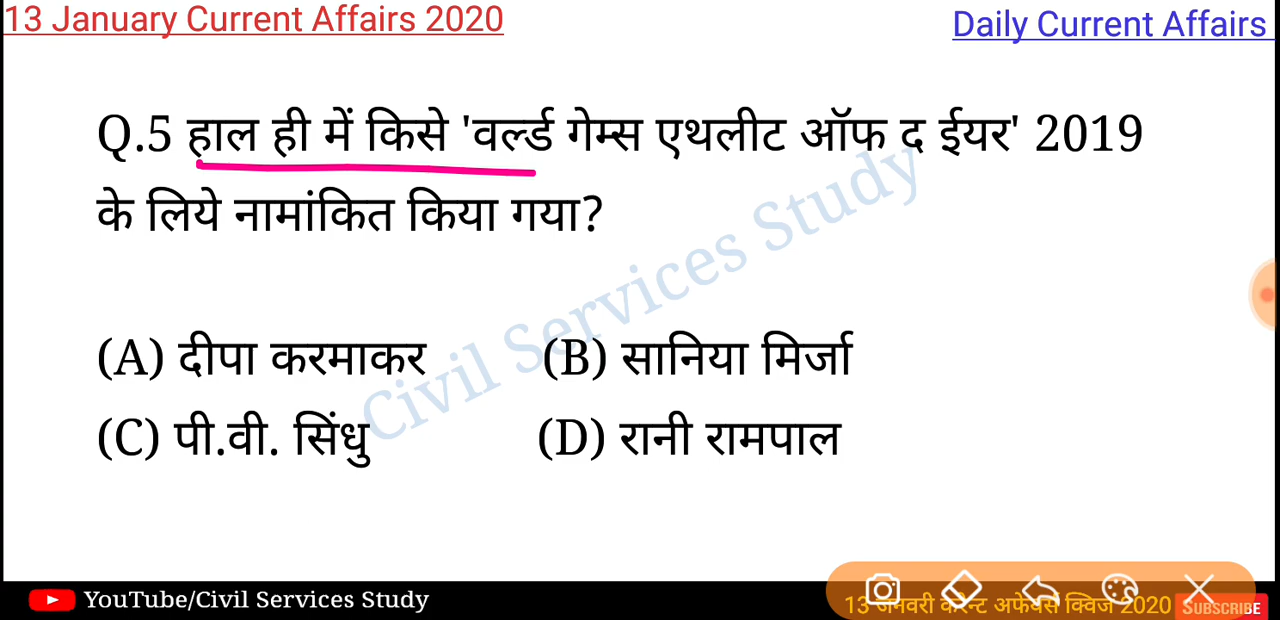 13 January Current Affairs 2020
Daily Current Affairs
Q.5 हाल ही में किसे 'वर्ल्ड गेम्स एथलीट ऑफ द ईयर' 2019
के लिये नामांकित किया गया?
Civil Services Study
(A) दीपा करमाकर (B) सानिया मिर्जा
(C) पी.वी. सिंधु (D) रानी रामपाल
YouTube/Civil Services Study
13 जनवरी करेन्ट अफेयर्स क्विज 2020
SUBSCRIBE